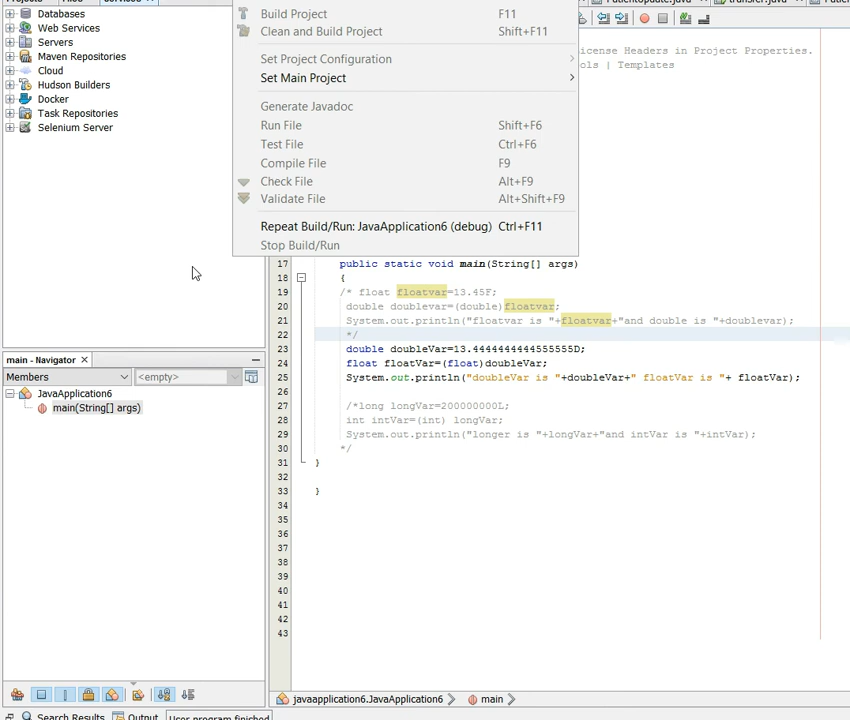 Projects Files Services
Databases
Web Services
Servers
Maven Repositories
Cloud
Hudson Builders
Docker
Task Repositories
Selenium Server
Build Project F11
Clean and Build Project Shift+F11
Set Project Configuration
Set Main Project
Generate Javadoc
Run File Shift+F6
Test File Ctrl+F6
Compile File F9
Check File Alt+F9
Validate File Alt+Shift+F9
Repeat Build/Run: JavaApplication6 (debug) Ctrl+F11
Stop Build/Run
PatientUpdate.java transfer.java
icense Headers in Project Properties.
ols | Templates
17 public static void main(String[] args)
18 {
19 /* float floatvar=13.45F;
20 double doublevar=(double)floatvar;
21 System.out.println("floatvar is "+floatvar+"and double is "+doublevar);
22 */
23 double doubleVar=13.4444444444555555D;
24 float floatVar=(float)doubleVar;
25 System.out.println("doubleVar is "+doubleVar+" floatVar is "+ floatVar);
26
27 /*long longVar=200000000L;
28 int intVar=(int) longVar;
29 System.out.println("longer is "+longVar+"and intVar is "+intVar);
30 */
31 }
32
33 }
34
35
36
37
38
39
40
41
42
43
main - Navigator
Members <empty>
JavaApplication6
main(String[] args)
javaapplication6.JavaApplication6 main
Search Results Output User program finished